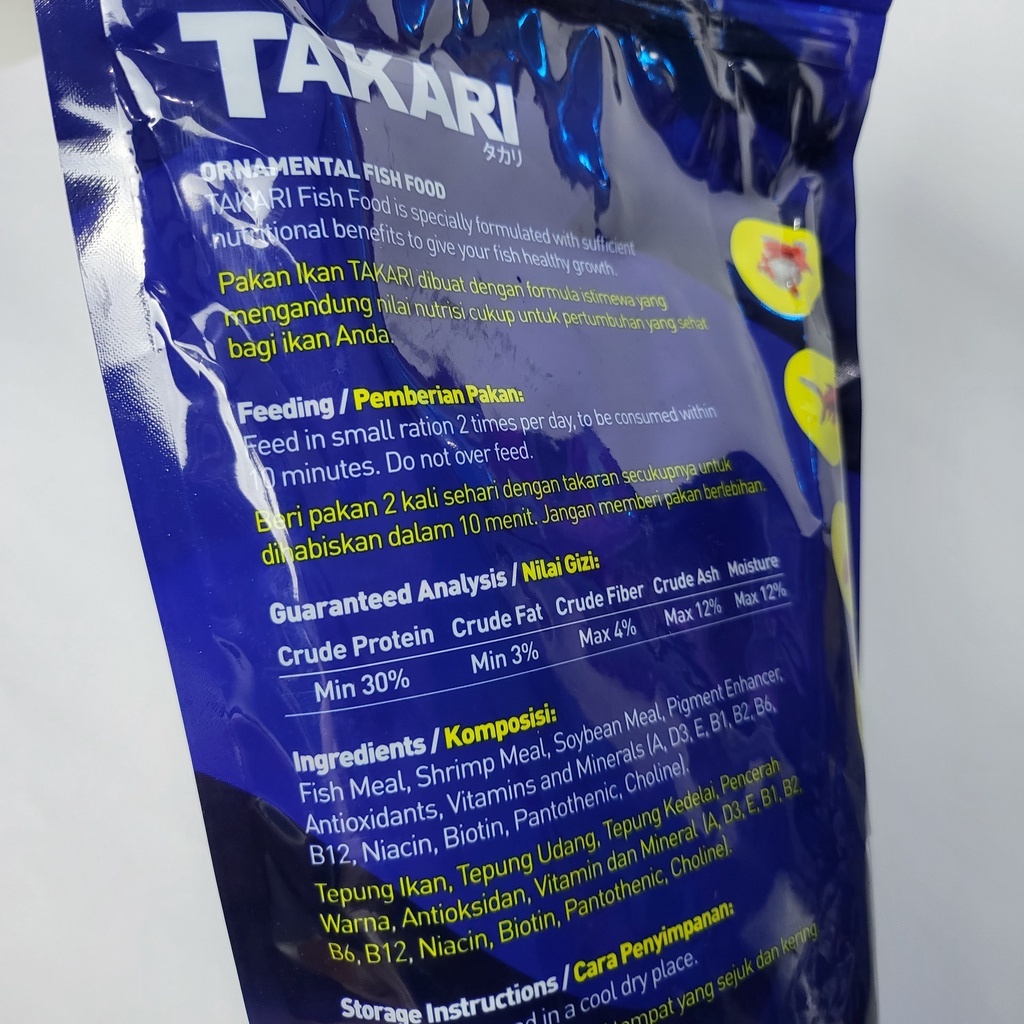 TAKARI
タカリ
ORNAMENTAL FISH FOOD
TAKARI Fish Food is specially formulated with sufficient
nutritional benefits to give your fish healthy growth.
Pakan Ikan TAKARI dibuat dengan formula istimewa yang
mengandung nilai nutrisi cukup untuk pertumbuhan yang sehat
bagi ikan Anda.
Feeding / Pemberian Pakan:
Feed in small ration 2 times per day, to be consumed within
10 minutes. Do not over feed.
Beri pakan 2 kali sehari dengan takaran secukupnya untuk
dihabiskan dalam 10 menit. Jangan memberi pakan berlebihan.
Guaranteed Analysis / Nilai Gizi:
Crude Protein Crude Fat Crude Fiber Crude Ash Moisture
Min 30% Min 3% Max 4% Max 12% Max 12%
Ingredients / Komposisi:
Fish Meal, Shrimp Meal, Soybean Meal, Pigment Enhancer,
Antioxidants, Vitamins and Minerals (A, D3, E, B1, B2, B6,
B12, Niacin, Biotin, Pantothenic, Choline).
Tepung Ikan, Tepung Udang, Tepung Kedelai, Pencerah
Warna, Antioksidan, Vitamin dan Mineral (A, D3, E, B1, B2,
B6, B12, Niacin, Biotin, Pantothenic, Choline).
Storage Instructions / Cara Penyimpanan:
in a cool dry place.
yang sejuk dan kering